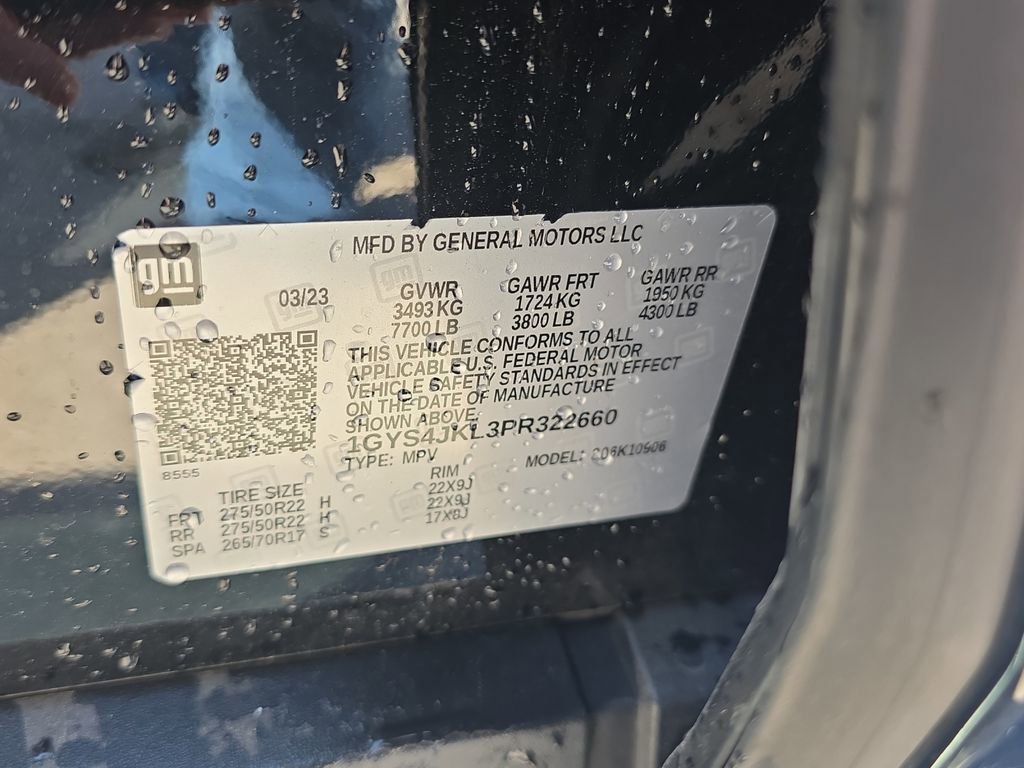 MFD BY GENERAL MOTORS LLC
gm
03/23
GVWR GAWR FRT GAWR RR
3493 KG 1724 KG 1950 KG
7700 LB 3800 LB 4300 LB
THIS VEHICLE CONFORMS TO ALL
APPLICABLE U.S. FEDERAL MOTOR
VEHICLE SAFETY STANDARDS IN EFFECT
ON THE DATE OF MANUFACTURE
SHOWN ABOVE.
1GYS4JKL3PR322660
TYPE: MPV MODEL:
8555
TIRE SIZE RIM
FRT 275/50R22 H 22X9J
RR 275/50R22 H 22X9J
SPA 265/70R17 S 17X8J